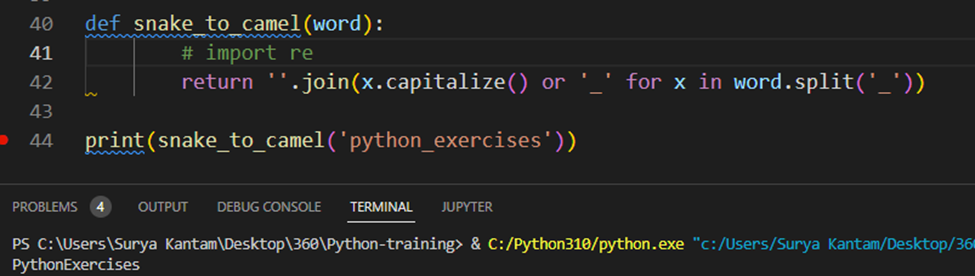 40 def snake_to_camel(word):
41 # import re
42 return ''.join(x.capitalize() or '_' for x in word.split('_'))
43
44 print(snake_to_camel('python_exercises'))
PROBLEMS 4 OUTPUT DEBUG CONSOLE TERMINAL JUPYTER
PS C:\Users\Surya Kantam\Desktop\360\Python-training> & C:/Python310/python.exe "c:/Users/Surya Kantam/Desktop/360
PythonExercises